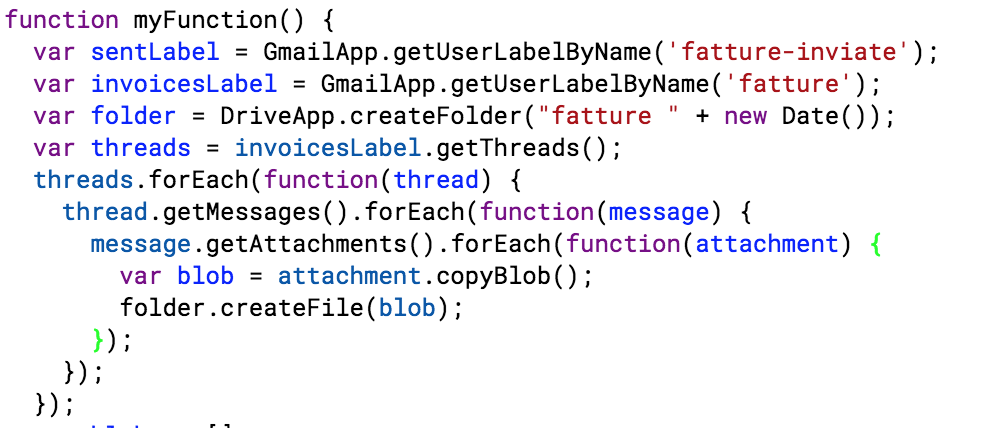 function myFunction() {
  var sentLabel = GmailApp.getUserLabelByName('fatture-inviate');
  var invoicesLabel = GmailApp.getUserLabelByName('fatture');
  var folder = DriveApp.createFolder("fatture " + new Date());
  var threads = invoicesLabel.getThreads();
  threads.forEach(function(thread) {
    thread.getMessages().forEach(function(message) {
      message.getAttachments().forEach(function(attachment) {
        var blob = attachment.copyBlob();
        folder.createFile(blob);
      });
    });
  });